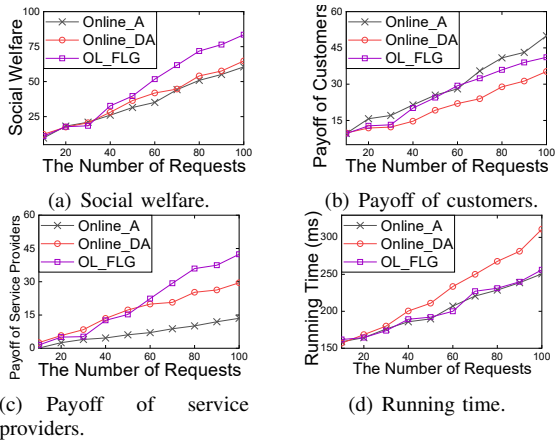 100
75
50
25
Social Welfare
Online_A
Online_DA
OL_FLG
20 40 60 80 100
The Number of Requests
(a) Social welfare.
60
45
30
15
Payoff of Customers
Online_A
Online_DA
OL_FLG
20 40 60 80 100
The Number of Requests
(b) Payoff of customers.
60
45
30
15
0
Payoff of Service Providers
Online_A
Online_DA
OL_FLG
20 40 60 80 100
The Number of Requests
(c) Payoff of service
providers.
300
250
200
150
Running Time (ms)
Online_A
Online_DA
OL_FLG
20 40 60 80 100
The Number of Requests
(d) Running time.